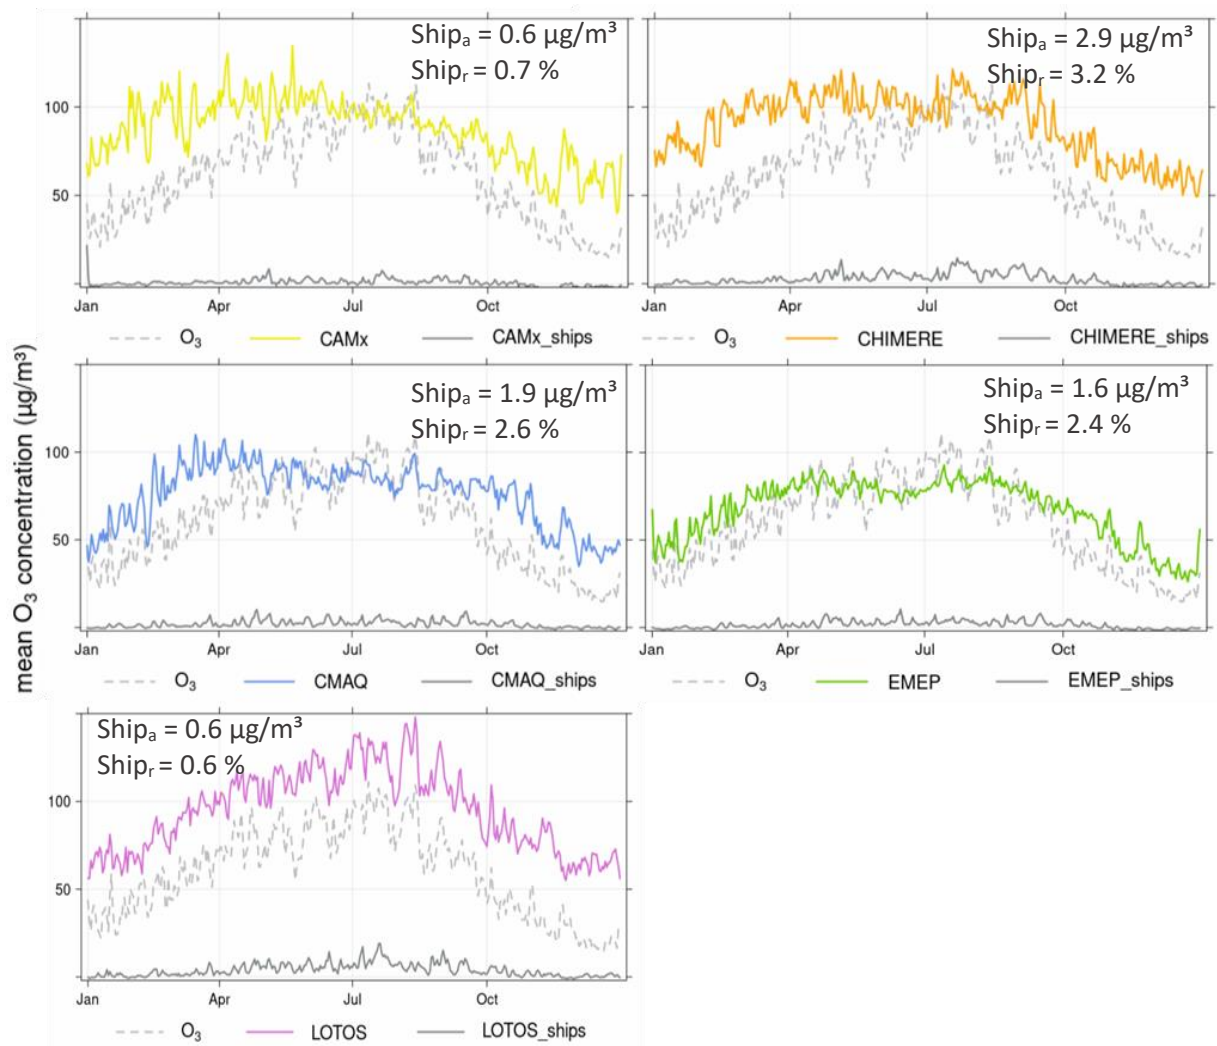 mean O₃ concentration (µg/m³)
Shipₐ = 0.6 µg/m³
Shipᵣ = 0.7 %
100
50
Jan Apr Jul Oct
O₃ CAMx CAMx_ships
Shipₐ = 2.9 µg/m³
Shipᵣ = 3.2 %
Jan Apr Jul Oct
O₃ CHIMERE CHIMERE_ships
Shipₐ = 1.9 µg/m³
Shipᵣ = 2.6 %
100
50
Jan Apr Jul Oct
O₃ CMAQ CMAQ_ships
Shipₐ = 1.6 µg/m³
Shipᵣ = 2.4 %
Jan Apr Jul Oct
O₃ EMEP EMEP_ships
Shipₐ = 0.6 µg/m³
Shipᵣ = 0.6 %
100
50
Jan Apr Jul Oct
O₃ LOTOS LOTOS_ships